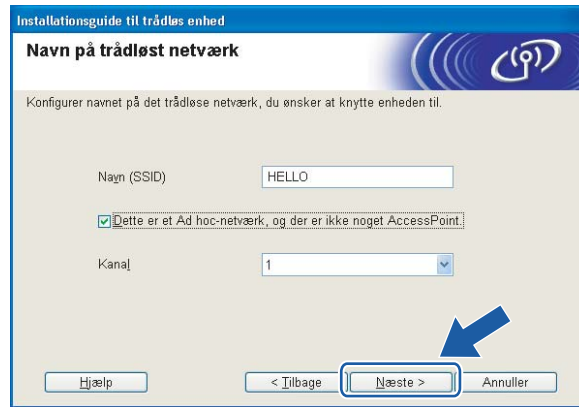 Installationsguide til trådløs enhed
Navn på trådløst netværk
Konfigurer navnet på det trådløse netværk, du ønsker at knytte enheden til.
Navn (SSID) HELLO
Dette er et Ad hoc-netværk, og der er ikke noget AccessPoint.
Kanal 1
Hjælp < Tilbage Næste > Annuller